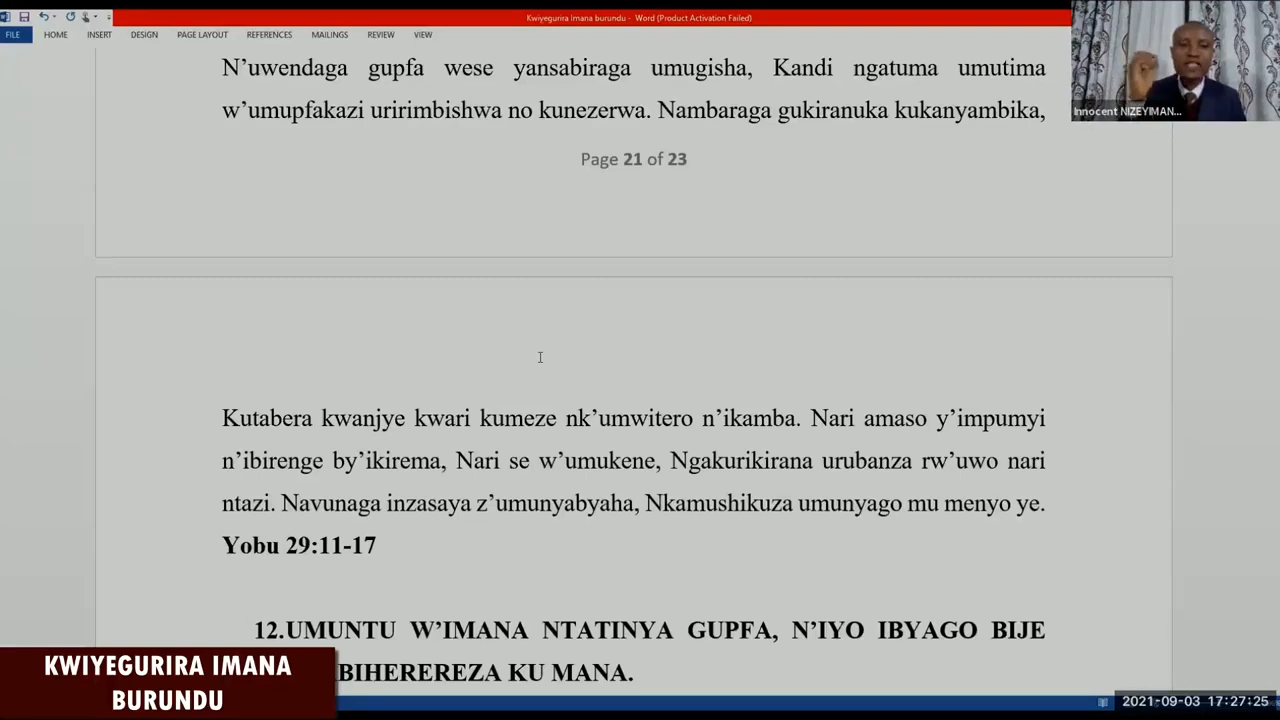 Kwiyegurira Imana burundu - Word (Product Activation Failed)
FILE HOME INSERT DESIGN PAGE LAYOUT REFERENCES MAILINGS REVIEW VIEW
Innocent NIZEYIMAN...
N’uwendaga gupfa wese yansabiraga umugisha, Kandi ngatuma umutima
w’umupfakazi uririmbishwa no kunezerwa. Nambaraga gukiranuka kukanyambika,
Page 21 of 23
Kutabera kwanjye kwari kumeze nk’umwitero n’ikamba. Nari amaso y’impumyi
n’ibirenge by’ikirema, Nari se w’umukene, Ngakurikirana urubanza rw’uwo nari
ntazi. Navunaga inzasaya z’umunyabyaha, Nkamushikuza umunyago mu menyo ye.
Yobu 29:11-17
12.UMUNTU W’IMANA NTATINYA GUPFA, N’IYO IBYAGO BIJE
BIHEREREZA KU MANA.
KWIYEGURIRA IMANA
BURUNDU
2021-09-03 17:27:25